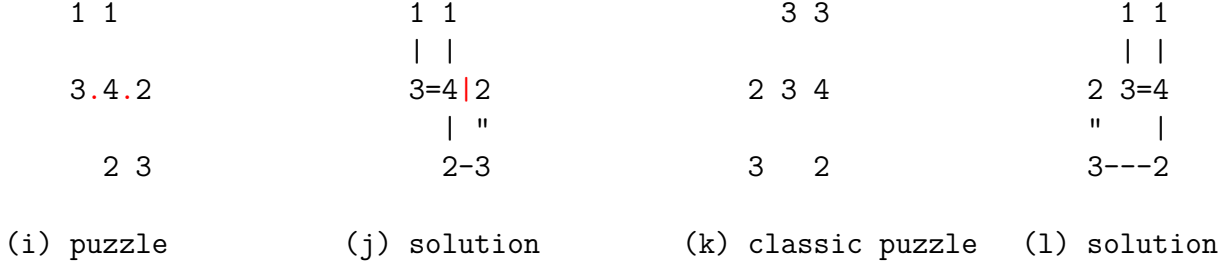 1 1 1 1 3 3 1 1
| | | |
3.4.2 3=4|2 2 3 4 2 3=4
| " " |
2 3 2-3 3 2 3---2
(i) puzzle (j) solution (k) classic puzzle (l) solution